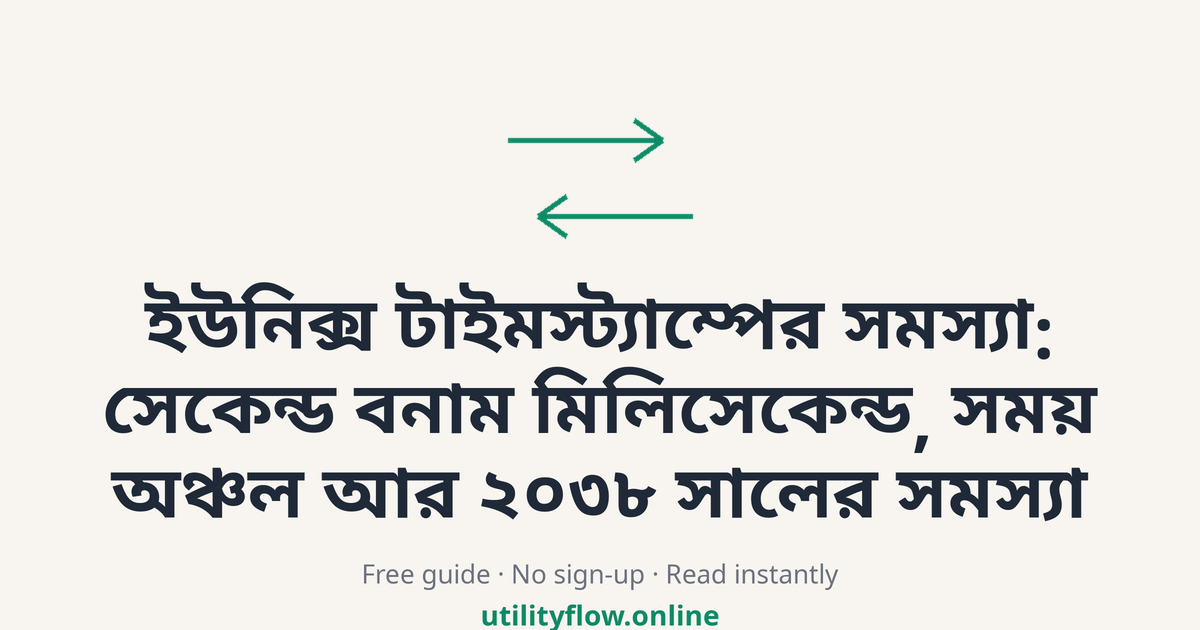 ইউনিক্স টাইমস্ট্যাম্পের সমস্যা:
সেকেন্ড বনাম মিলিসেকেন্ড, সময়
অঞ্চল আর ২০৩৮ সালের সমস্যা
Free guide · No sign-up · Read instantly
utilityflow.online